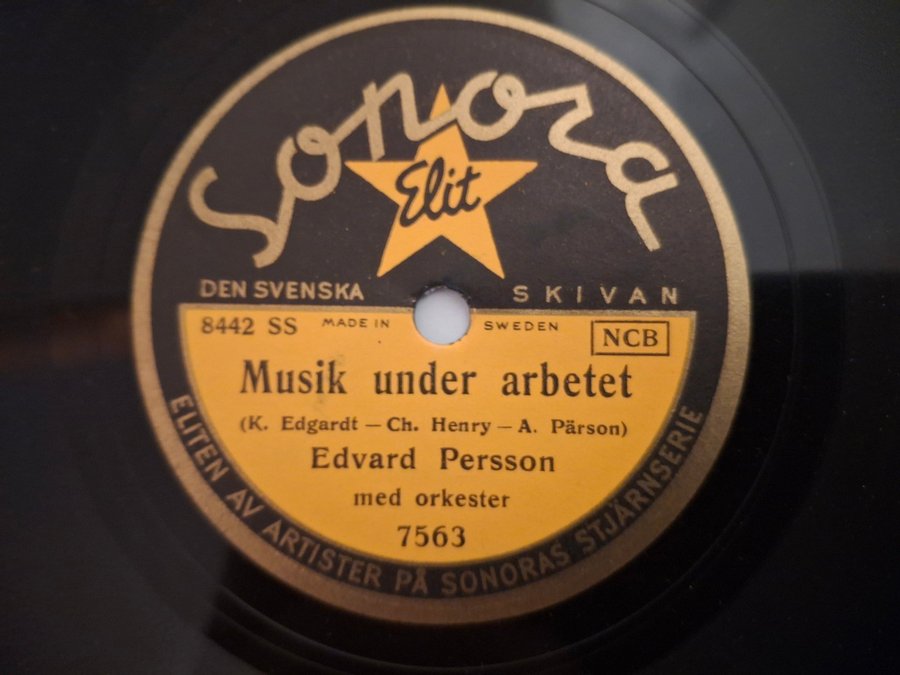 Sonora
Elit
DEN SVENSKA SKIVAN
8442 SS MADE IN SWEDEN NCB
Musik under arbetet
(K. Edgardt – Ch. Henry – A. Pärson)
Edvard Persson
med orkester
7563
ELITEN AV ARTISTER PÅ SONORAS STJÄRNSERIE